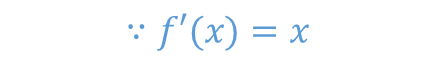 ∵ f′(x) = x